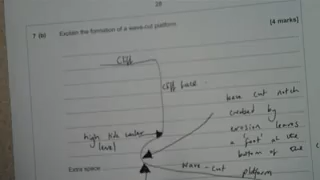 28
7 (b) Explain the formation of a wave-cut platform.
[4 marks]
Cliff
Cliff face.
wave cut notch
created by
erosion leaves
a 'foot' at the
bottom of the
high tide water
level
Extra space
Wave-cut
platform